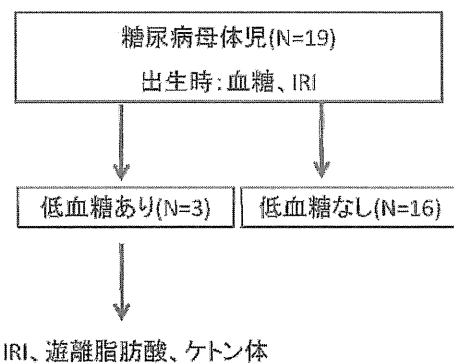 糖尿病母体児(N=19)
出生時:血糖、IRI
低血糖あり(N=3)
低血糖なし(N=16)
IRI、遊離脂肪酸、ケトン体